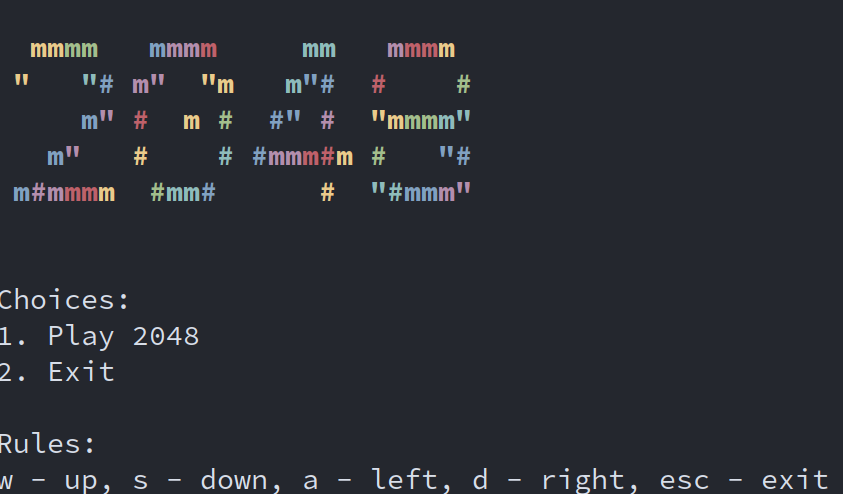 mmmm   mmmm     mm   mmmm
"   "# m"  "m   m"#  #    #
    m" #  m #  #" #  "mmmm"
  m"   #    # #mmm#m #   "#
m#mmmm  #mm#      #  "#mmm"
Choices:
1. Play 2048
2. Exit
Rules:
w - up, s - down, a - left, d - right, esc - exit